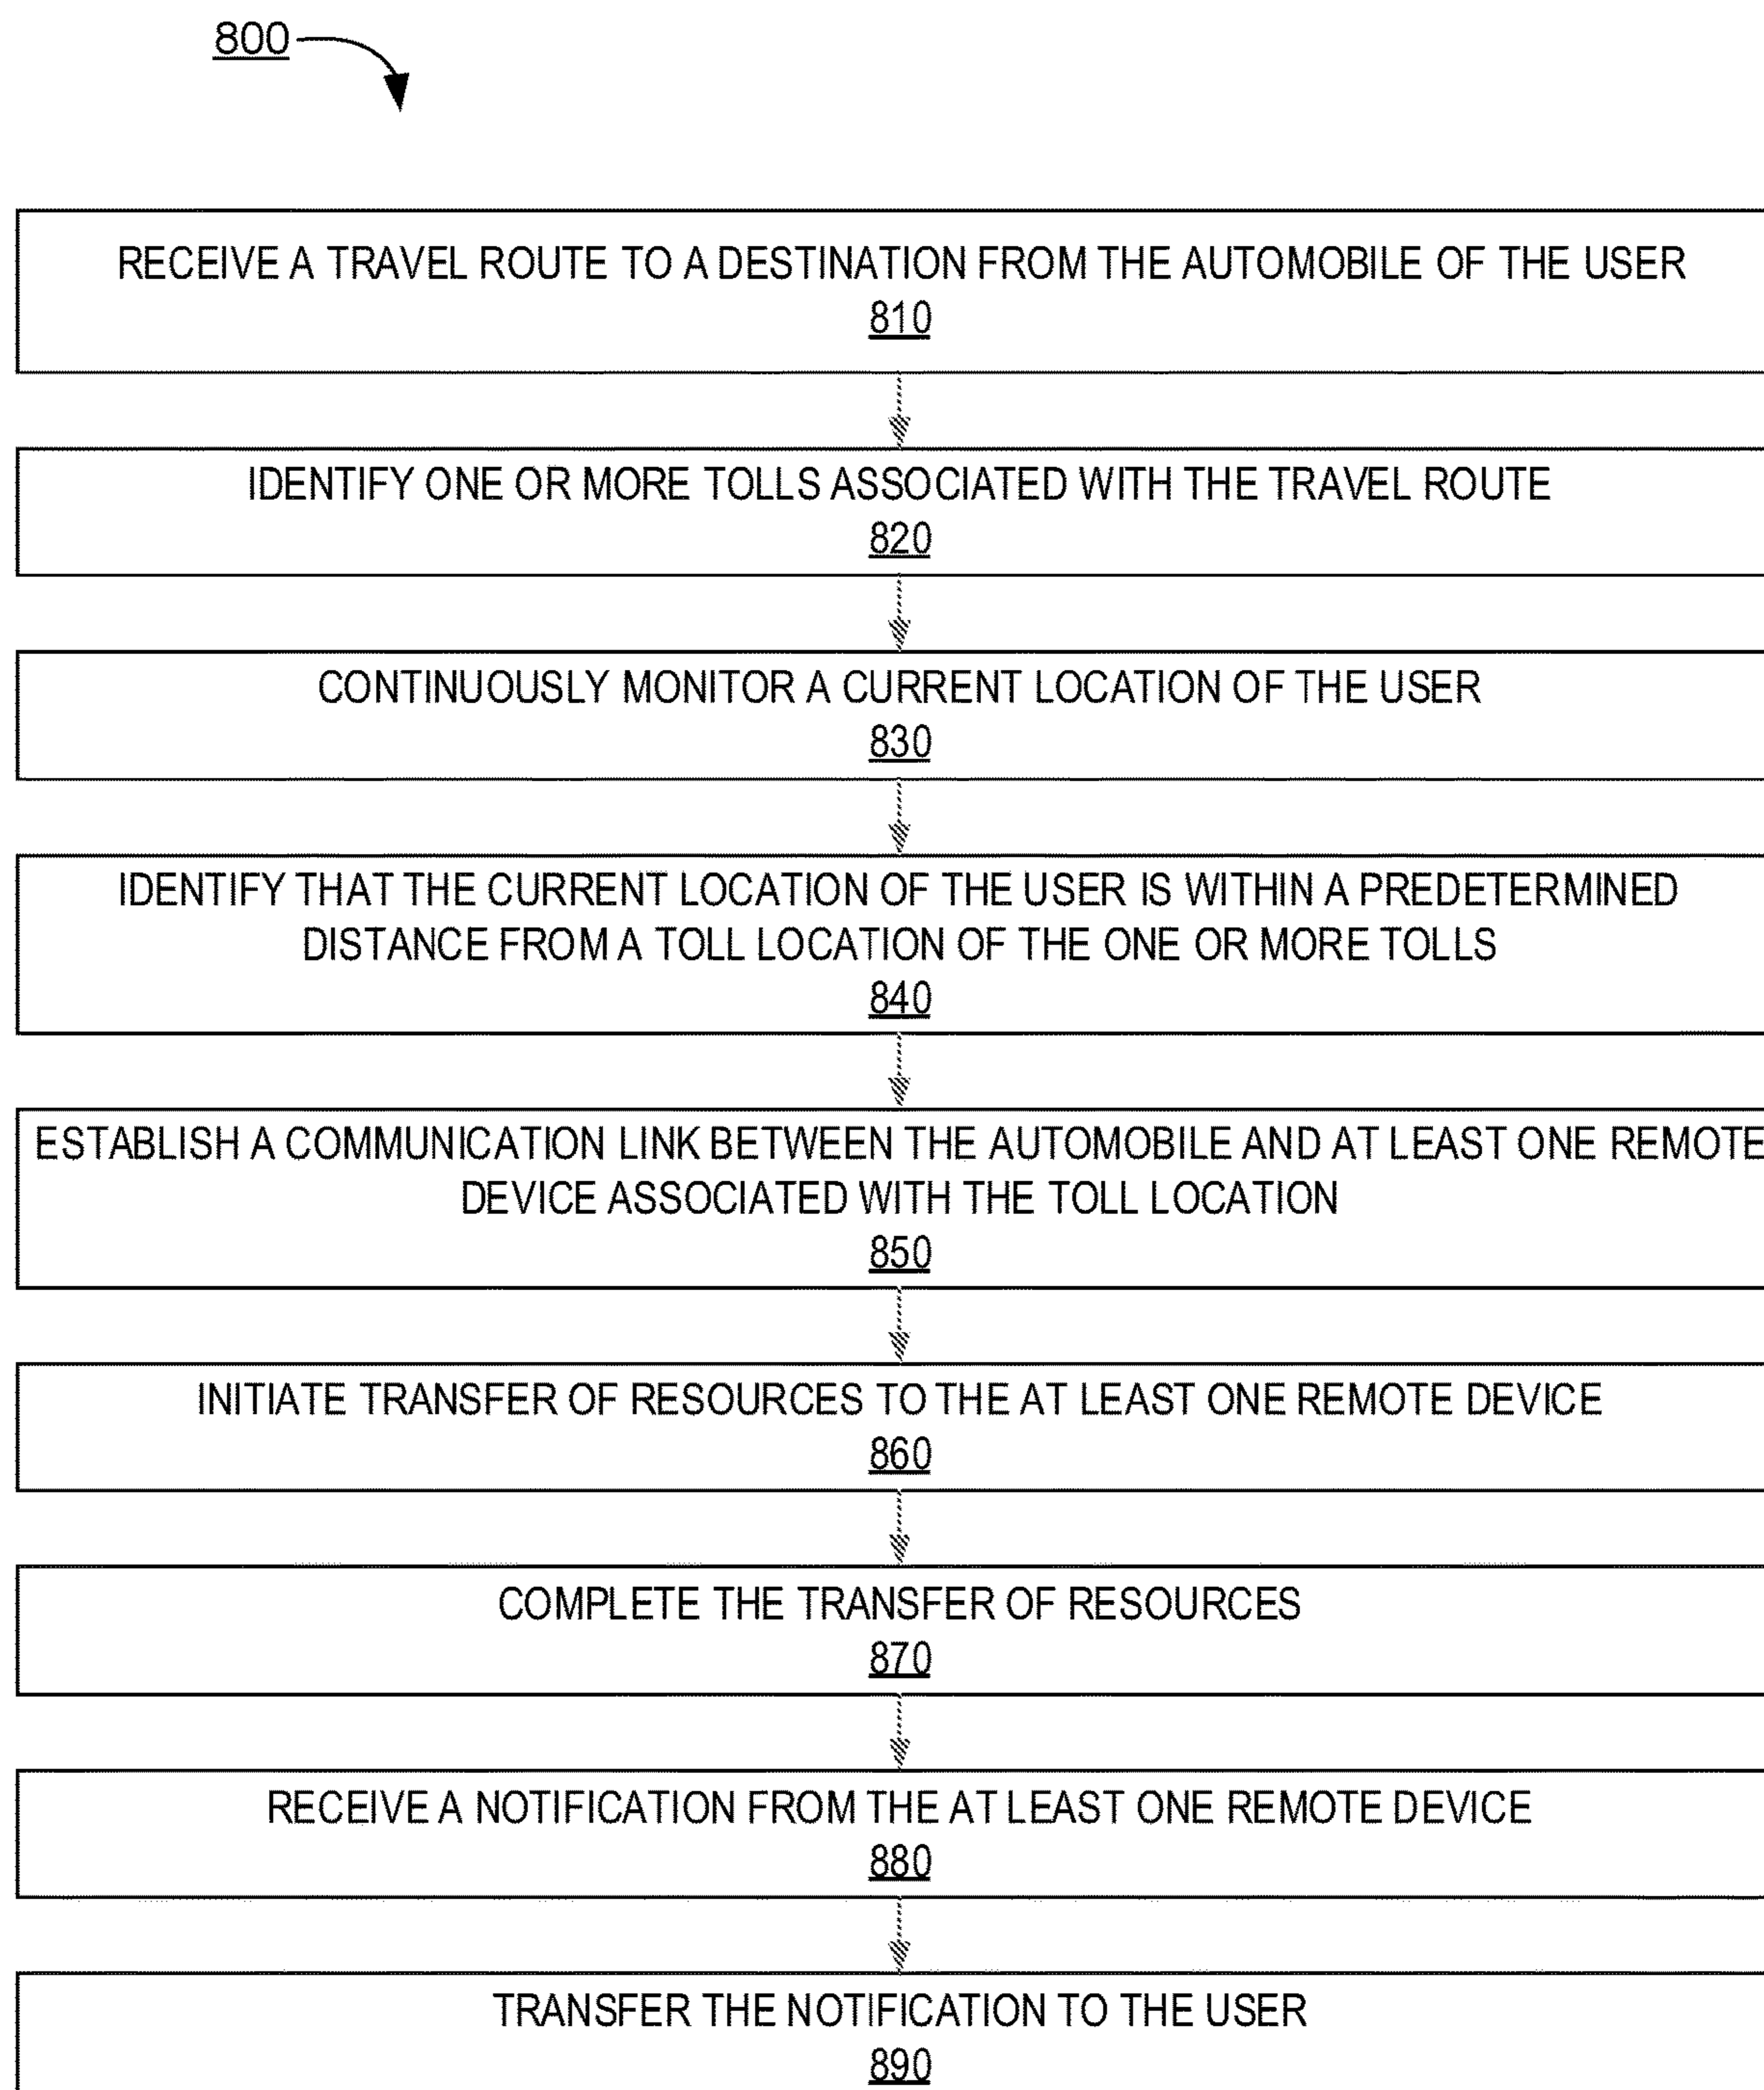 800
RECEIVE A TRAVEL ROUTE TO A DESTINATION FROM THE AUTOMOBILE OF THE USER
810
IDENTIFY ONE OR MORE TOLLS ASSOCIATED WITH THE TRAVEL ROUTE
820
CONTINUOUSLY MONITOR A CURRENT LOCATION OF THE USER
830
IDENTIFY THAT THE CURRENT LOCATION OF THE USER IS WITHIN A PREDETERMINED
DISTANCE FROM A TOLL LOCATION OF THE ONE OR MORE TOLLS
840
ESTABLISH A COMMUNICATION LINK BETWEEN THE AUTOMOBILE AND AT LEAST ONE REMOTE
DEVICE ASSOCIATED WITH THE TOLL LOCATION
850
INITIATE TRANSFER OF RESOURCES TO THE AT LEAST ONE REMOTE DEVICE
860
COMPLETE THE TRANSFER OF RESOURCES
870
RECEIVE A NOTIFICATION FROM THE AT LEAST ONE REMOTE DEVICE
880
TRANSFER THE NOTIFICATION TO THE USER
890